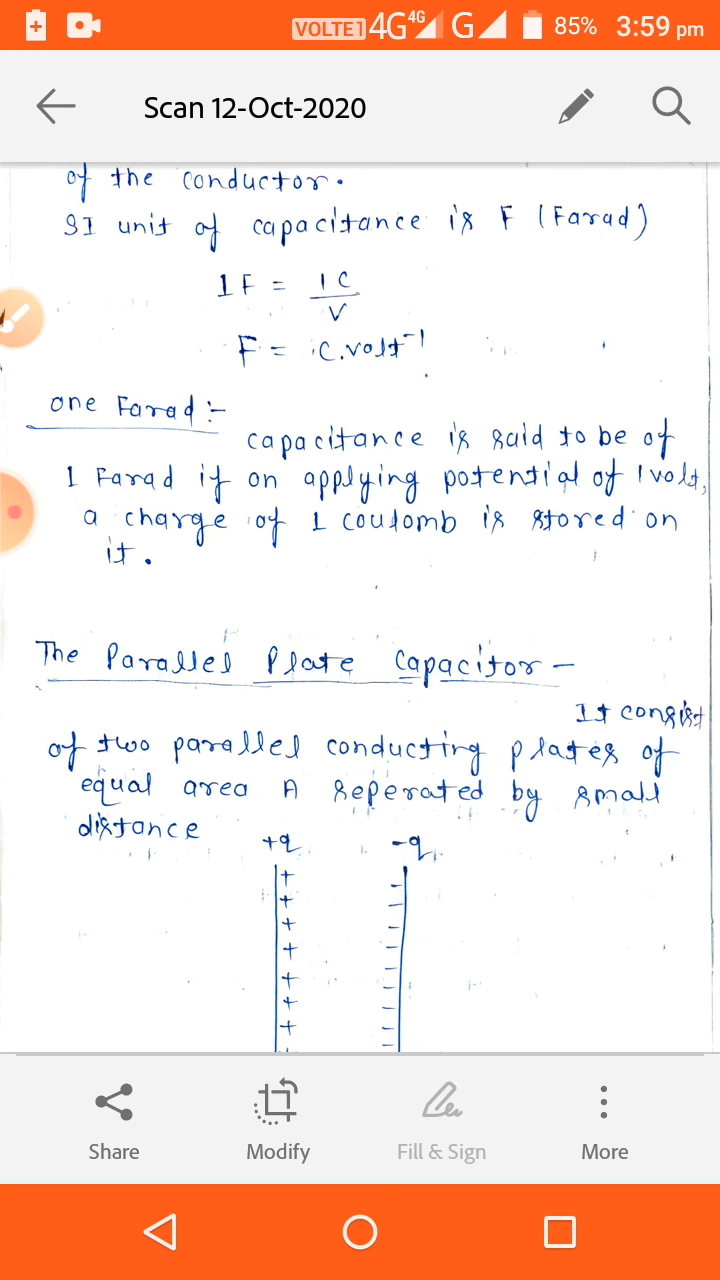 VOLTE1 4G 4G G 85% 3:59 pm
Scan 12-Oct-2020
of the conductor.
SI unit of capacitance is F (Farad)
1 F = 1 C
V
F = C.volt⁻¹
one Farad :-
capacitance is said to be of
1 Farad if on applying potential of 1 volt,
a charge of 1 coulomb is stored on
it.
The Parallel Plate Capacitor -
It consist
of two parallel conducting plates of
equal area A seperated by small
distance
+q -q
+ -
+ -
+ -
+ -
+ -
+ -
+ -
-
Share Modify Fill & Sign More